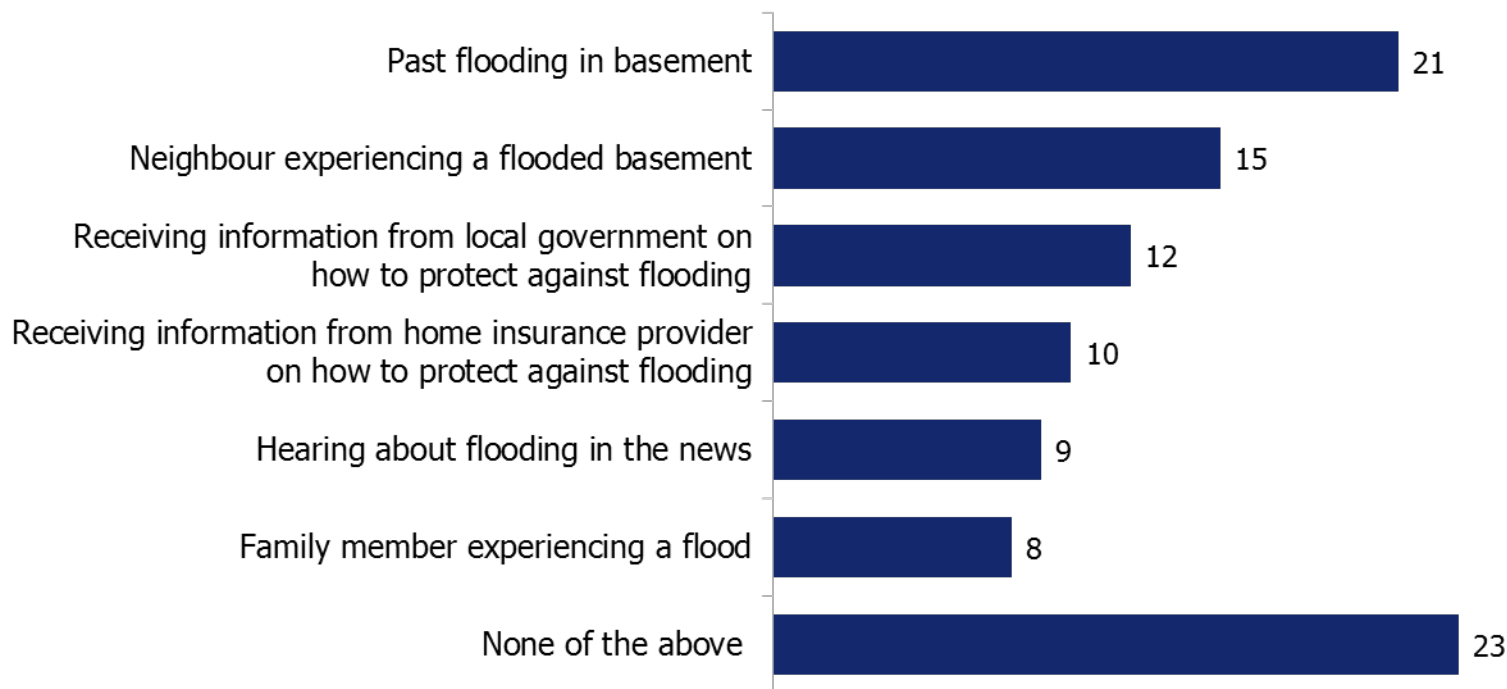 Past flooding in basement
21
Neighbour experiencing a flooded basement
15
Receiving information from local government on
how to protect against flooding
12
Receiving information from home insurance provider
on how to protect against flooding
10
Hearing about flooding in the news
9
Family member experiencing a flood
8
None of the above
23